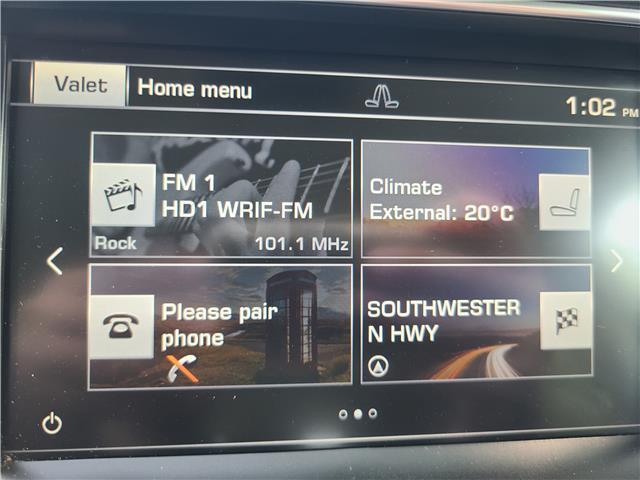 Valet
Home menu
1:02 PM
FM 1
HD1 WRIF-FM
Rock
101.1 MHz
Climate
External: 20°C
Please pair
phone
SOUTHWESTER
N HWY